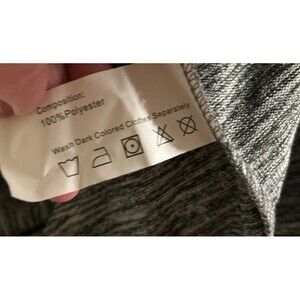 Composition:
100%Polyester
Wash Dark Colored Clothes Separately